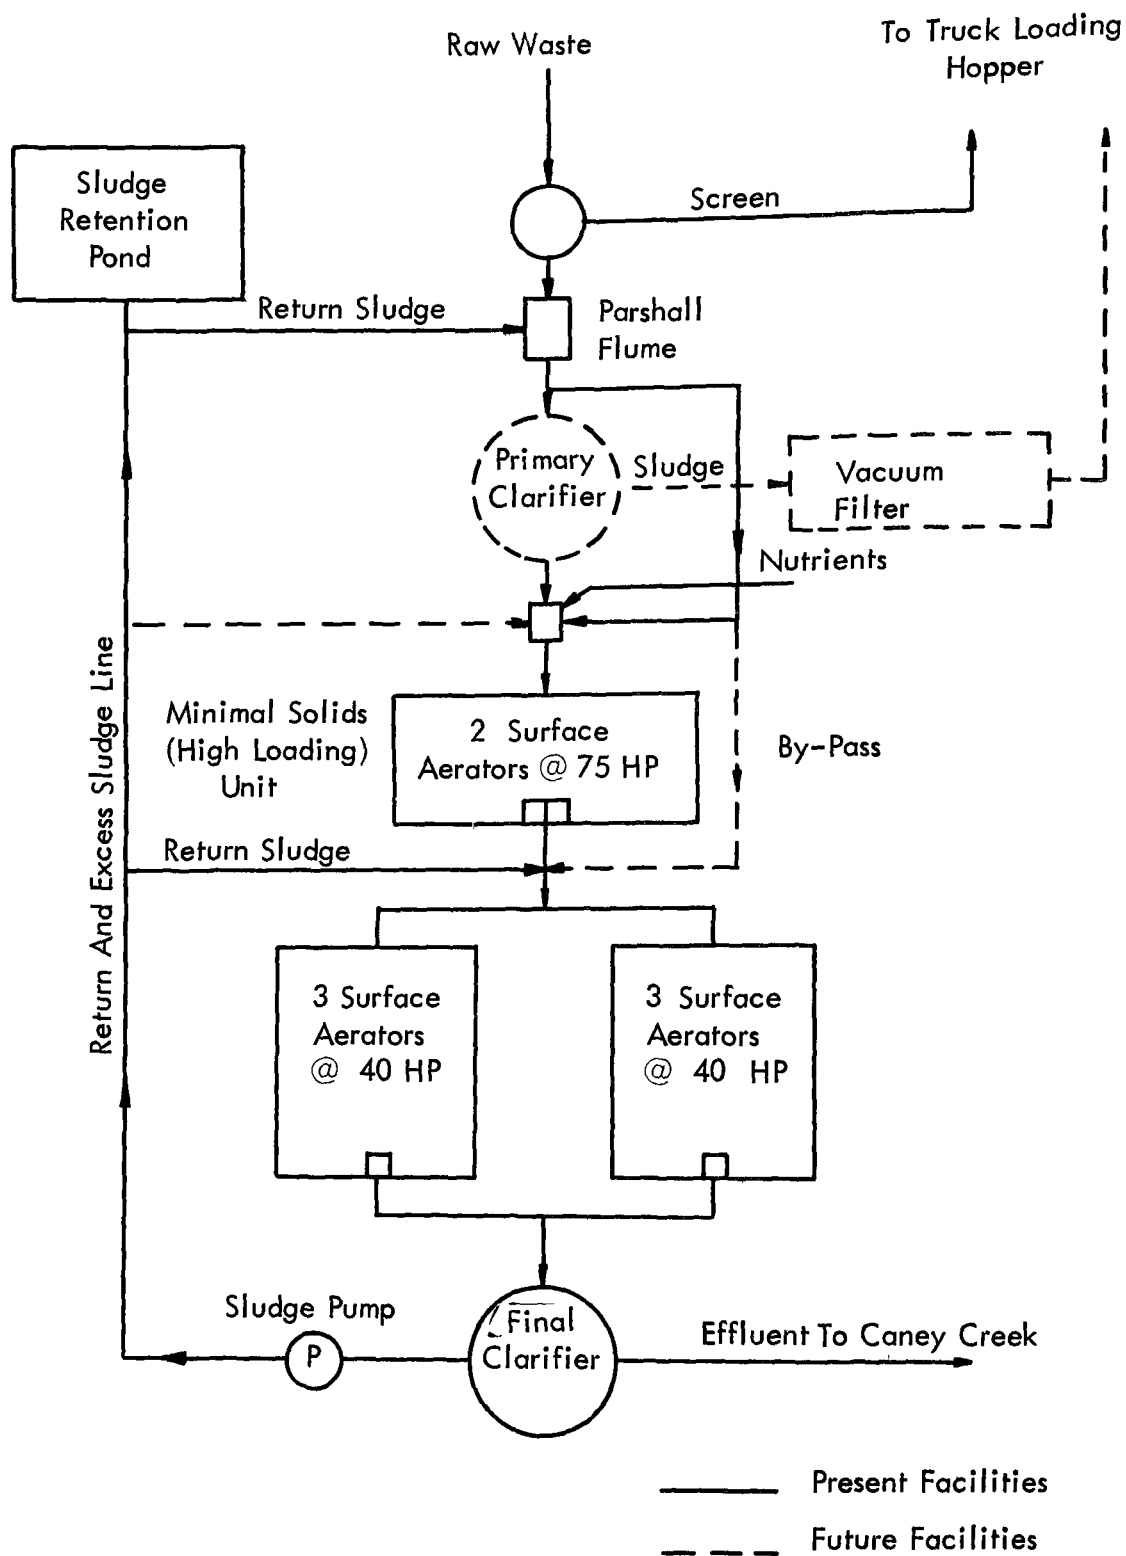 Raw Waste
To Truck Loading
Hopper
Sludge
Retention
Pond
Screen
Return Sludge
Parshall
Flume
Primary
Clarifier
Sludge
Vacuum
Filter
Nutrients
Return And Excess Sludge Line
Minimal Solids
(High Loading)
Unit
2 Surface
Aerators @ 75 HP
By-Pass
Return Sludge
3 Surface
Aerators
@ 40 HP
3 Surface
Aerators
@ 40 HP
Sludge Pump
P
Final
Clarifier
Effluent To Caney Creek
Present Facilities
Future Facilities